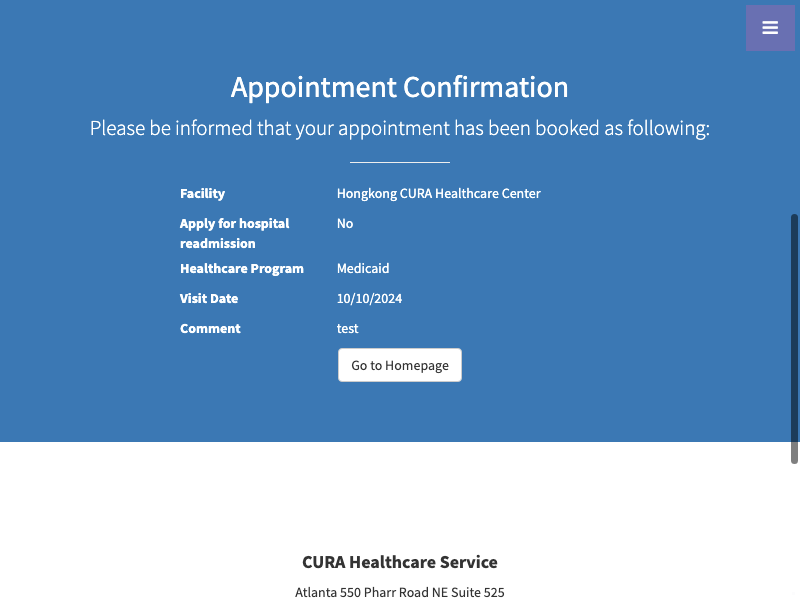 Appointment Confirmation
Please be informed that your appointment has been booked as following:
Facility Hongkong CURA Healthcare Center
Apply for hospital No
readmission
Healthcare Program Medicaid
Visit Date 10/10/2024
Comment test
Go to Homepage
CURA Healthcare Service
Atlanta 550 Pharr Road NE Suite 525